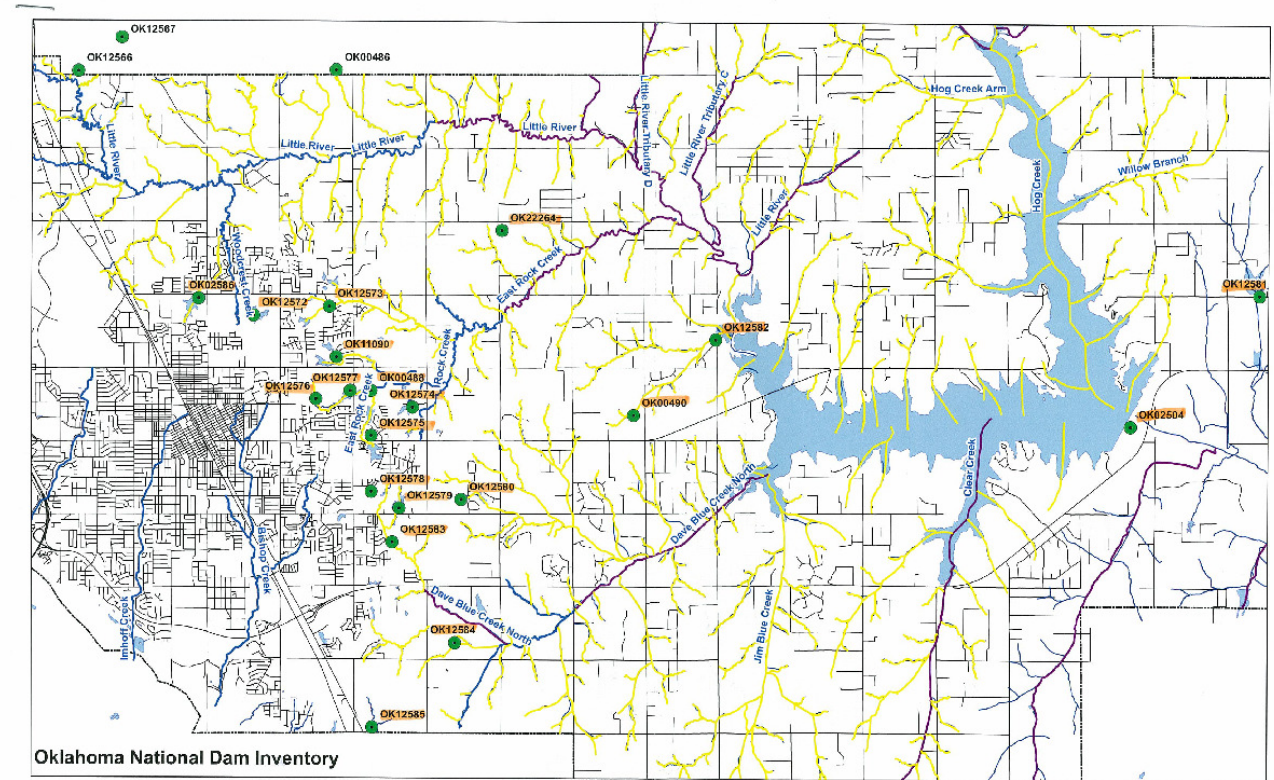 OK12567
OK12566
OK00486
Little River
Little River
Little River
Little River
Little River Tributary D
Little River Tributary C
Hog Creek Arm
Hog Creek
Willow Branch
Little River
OK22264
Woodcrest Creek
East Rock Creek
OK02585
OK12572
OK12573
OK12581
OK12582
OK11090
Rock Creek
OK12576
OK12577
OK00488
OK12574
East Rock Creek
OK12575
OK00490
OK02504
OK12578
OK12579
OK12580
Dave Blue Creek North
Clear Creek
OK12583
Bishop Creek
Imhoff Creek
Dave Blue Creek North
OK12584
Jim Blue Creek
OK12585
Oklahoma National Dam Inventory